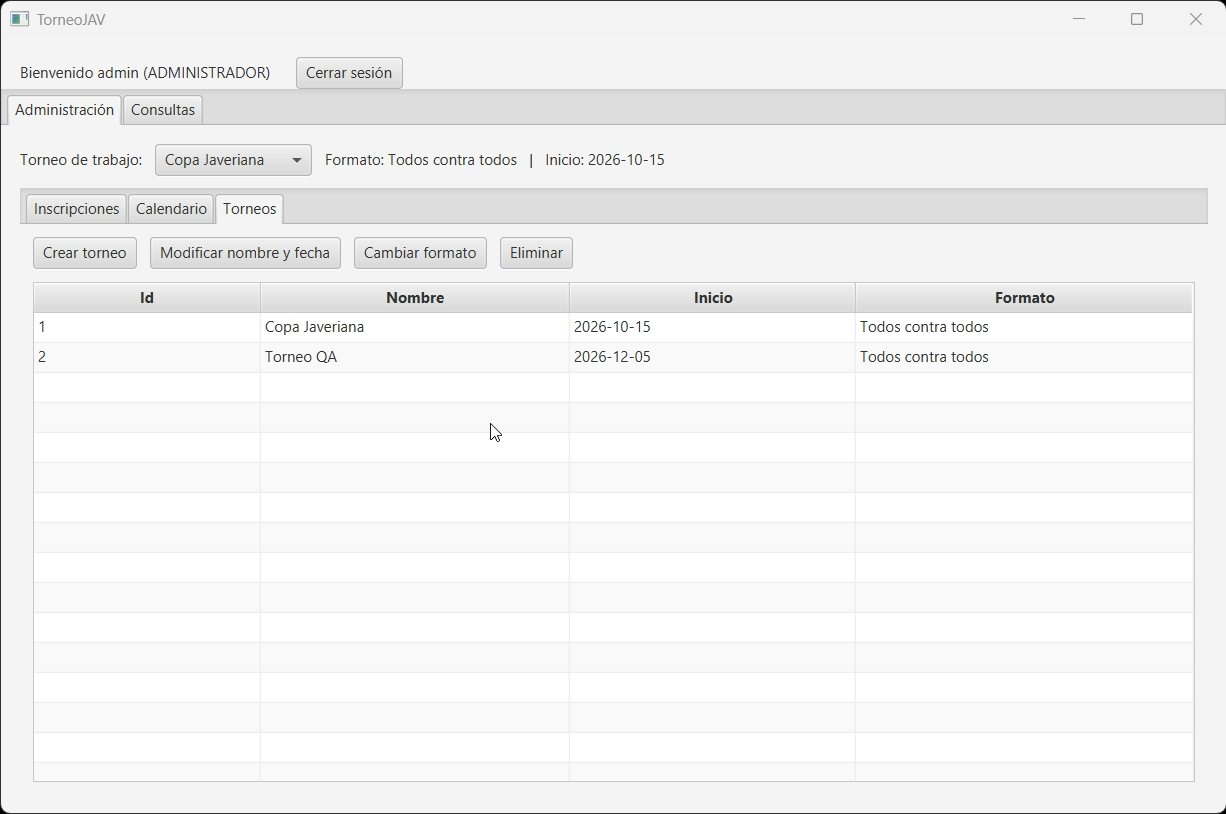 TorneoJAV
Bienvenido admin (ADMINISTRADOR) Cerrar sesión
Administración Consultas
Torneo de trabajo: Copa Javeriana Formato: Todos contra todos | Inicio: 2026-10-15
Inscripciones Calendario Torneos
Crear torneo Modificar nombre y fecha Cambiar formato Eliminar
Id Nombre Inicio Formato
1 Copa Javeriana 2026-10-15 Todos contra todos
2 Torneo QA 2026-12-05 Todos contra todos